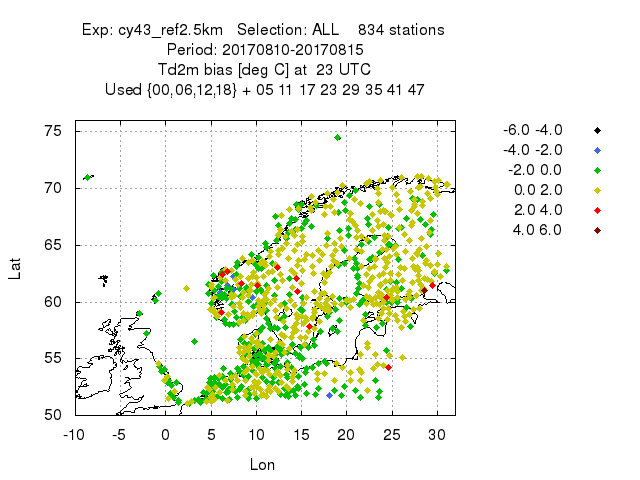 Exp: cy43_ref2.5km   Selection: ALL    834 stations
Period: 20170810-20170815
Td2m bias [deg C] at  23 UTC
Used {00,06,12,18} + 05 11 17 23 29 35 41 47
-6.0 -4.0
-4.0 -2.0
-2.0 0.0
0.0 2.0
2.0 4.0
4.0 6.0
75
70
65
60
55
50
Lat
-10 -5 0 5 10 15 20 25 30
Lon